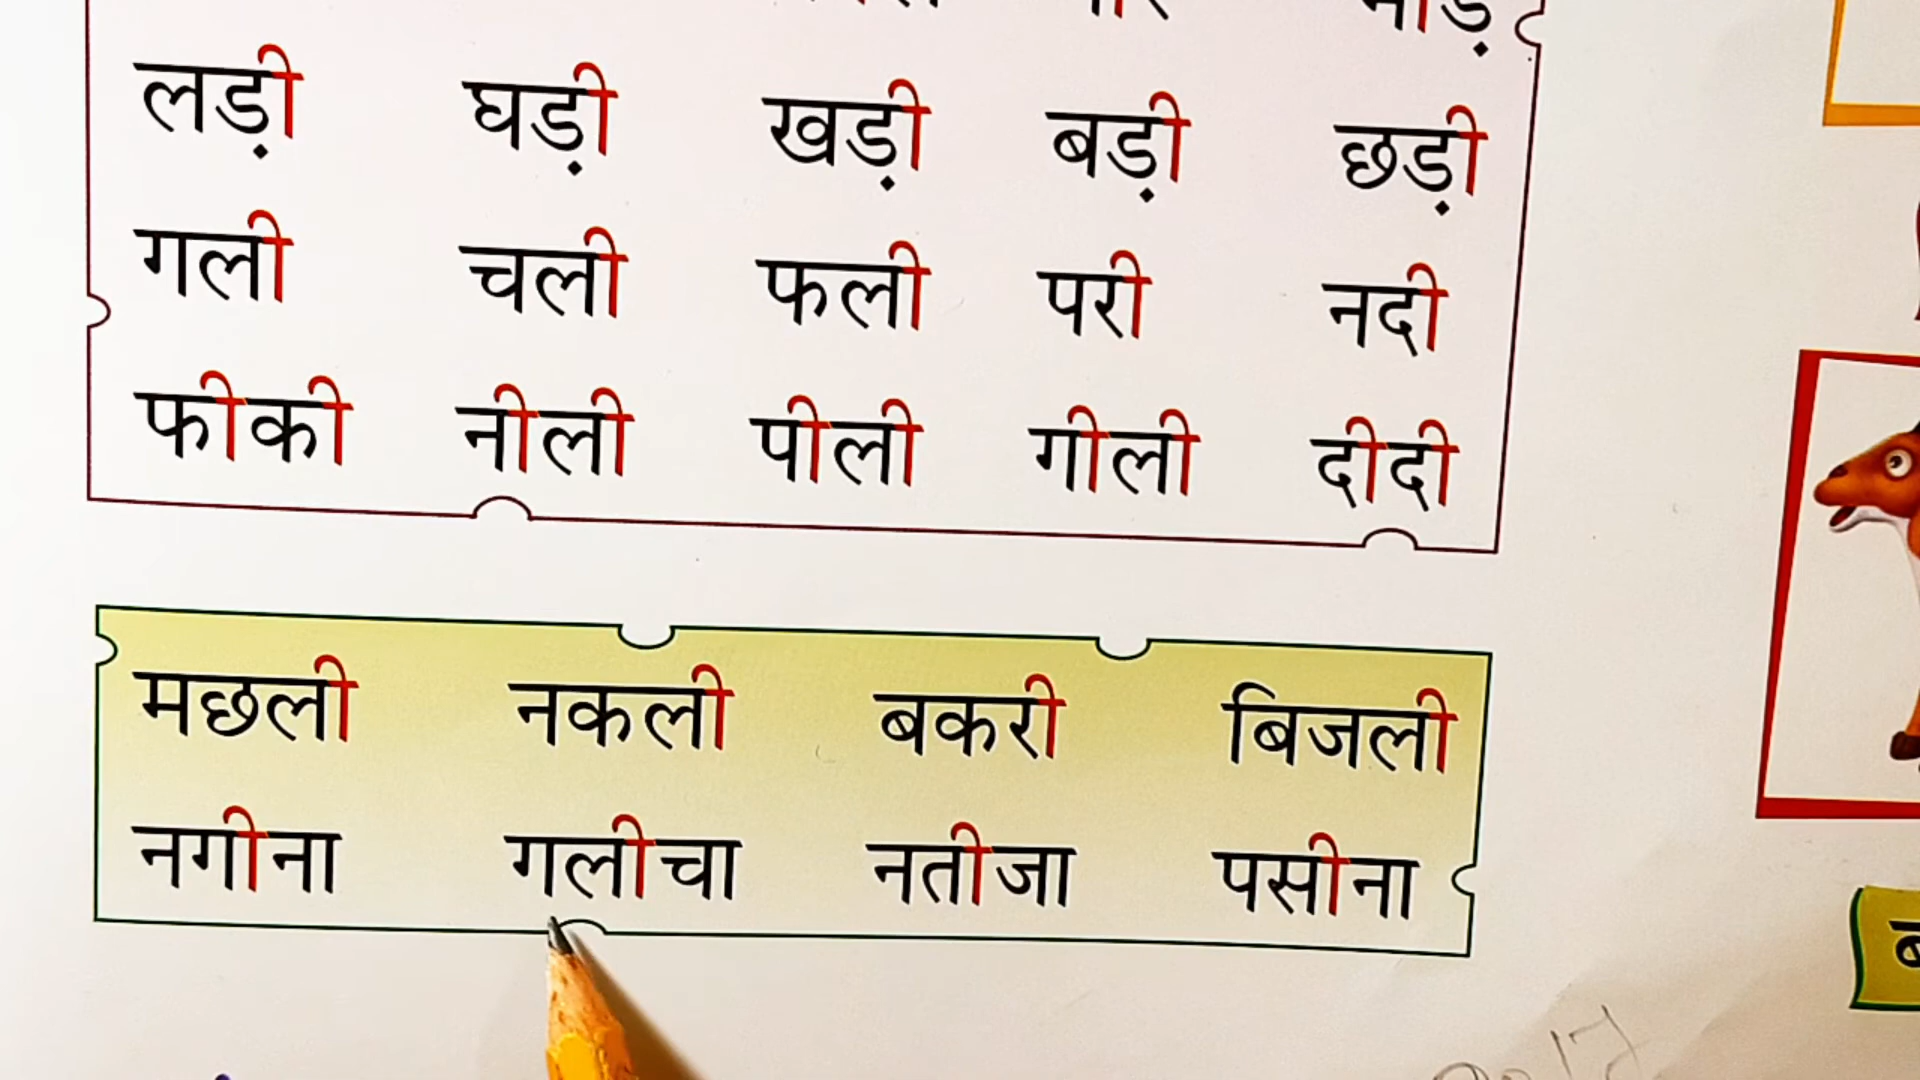 लड़ी घड़ी खड़ी बड़ी छड़ी
गली चली फली परी नदी
फीकी नीली पीली गीली दीदी
मछली नकली बकरी बिजली
नगीना गलीचा नतीजा पसीना